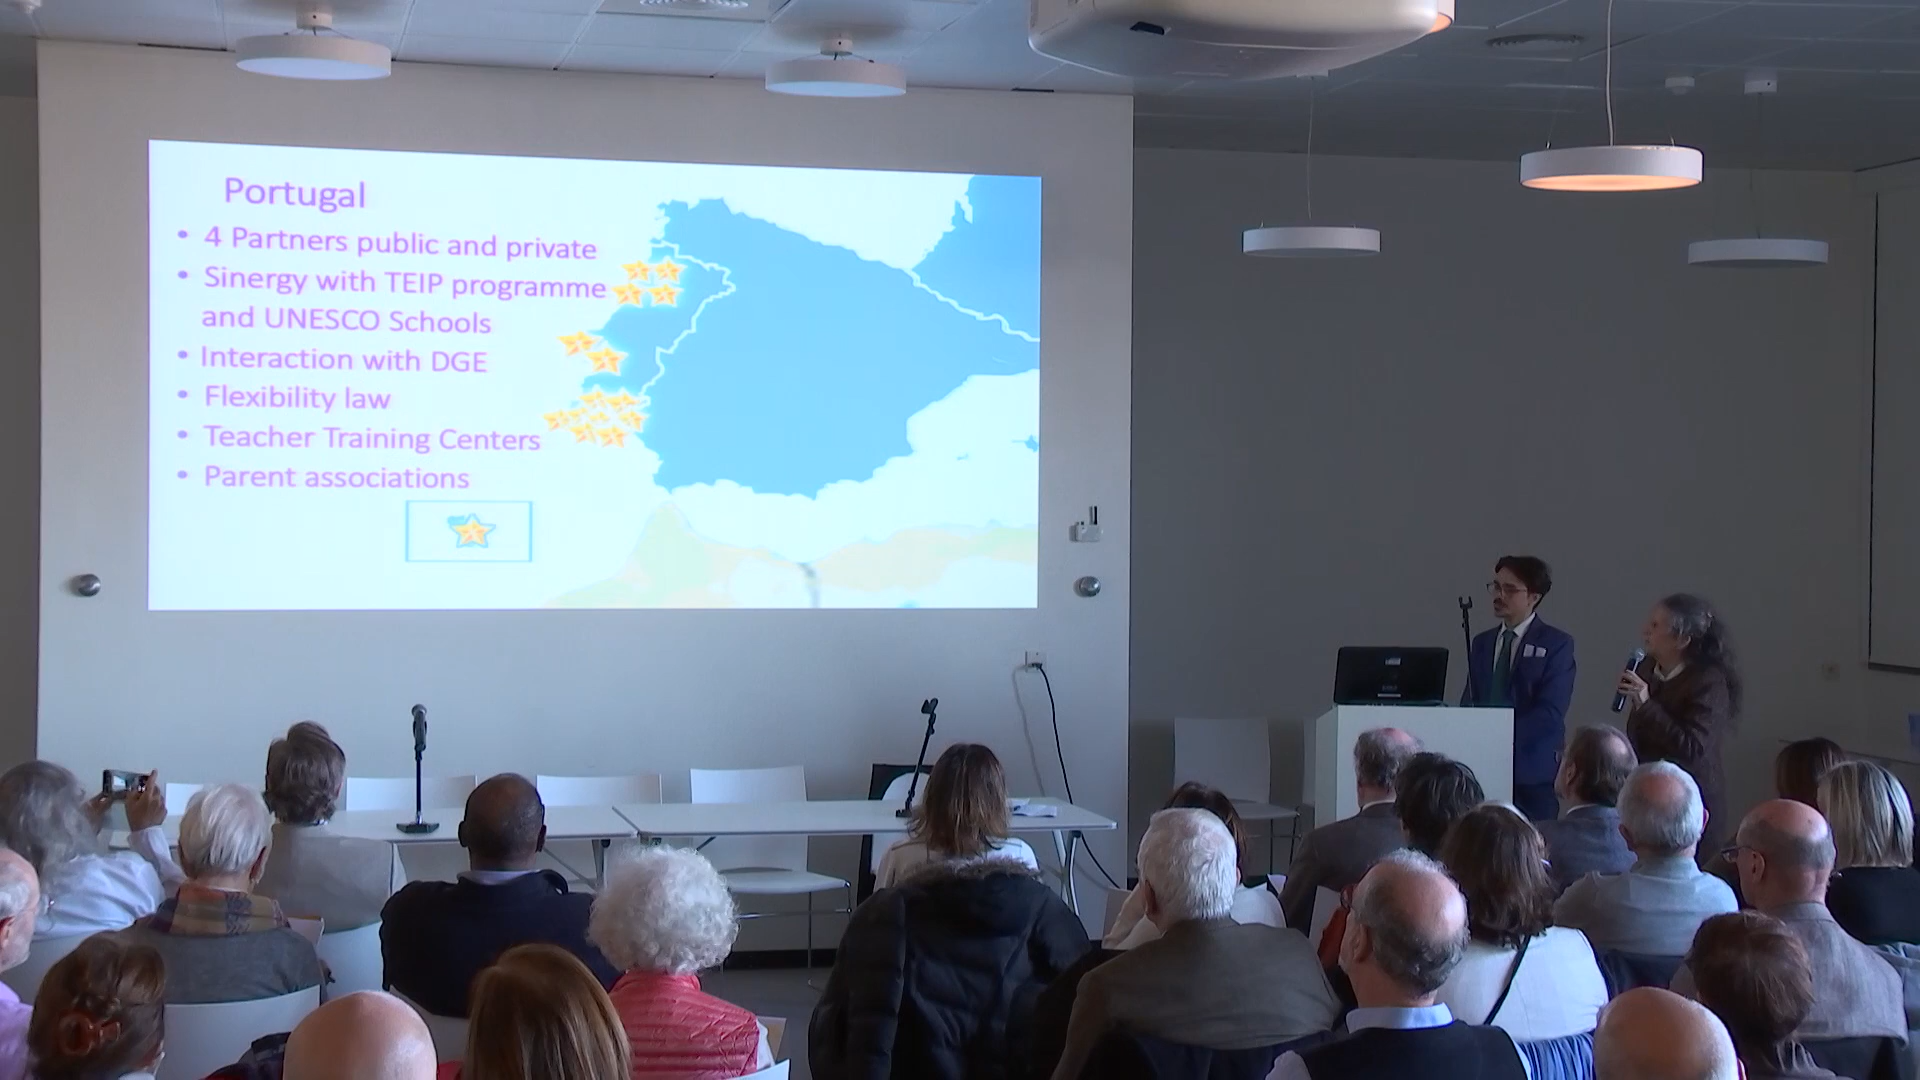 Portugal
• 4 Partners public and private
• Sinergy with TEIP programme
and UNESCO Schools
• Interaction with DGE
• Flexibility law
• Teacher Training Centers
• Parent associations